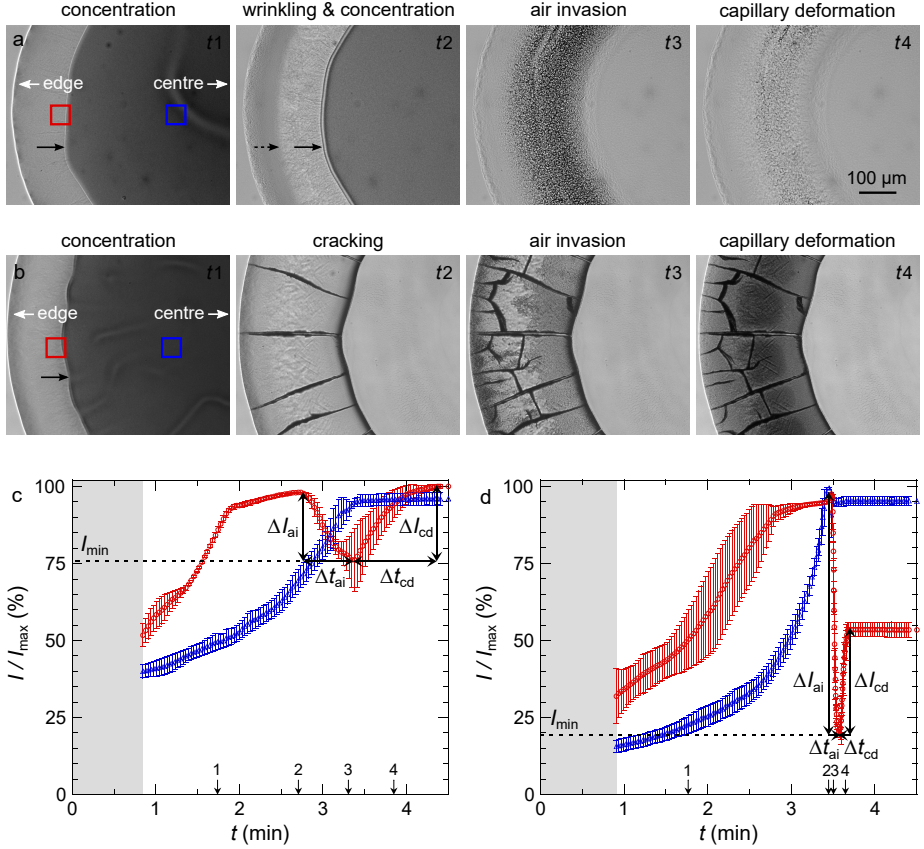 concentration wrinkling & concentration air invasion capillary deformation
a t1 t2 t3 t4
edge centre
100 µm
concentration cracking air invasion capillary deformation
b t1 t2 t3 t4
edge centre
c
100
75
50
25
0
I / Imax (%)
Imin
ΔIai
ΔIcd
Δtai
Δtcd
1 2 3 4
0 1 2 3 4
t (min)
d
100
75
50
25
0
I / Imax (%)
Imin
ΔIai
ΔIcd
Δtai
Δtcd
1 2 3 4
0 1 2 3 4
t (min)